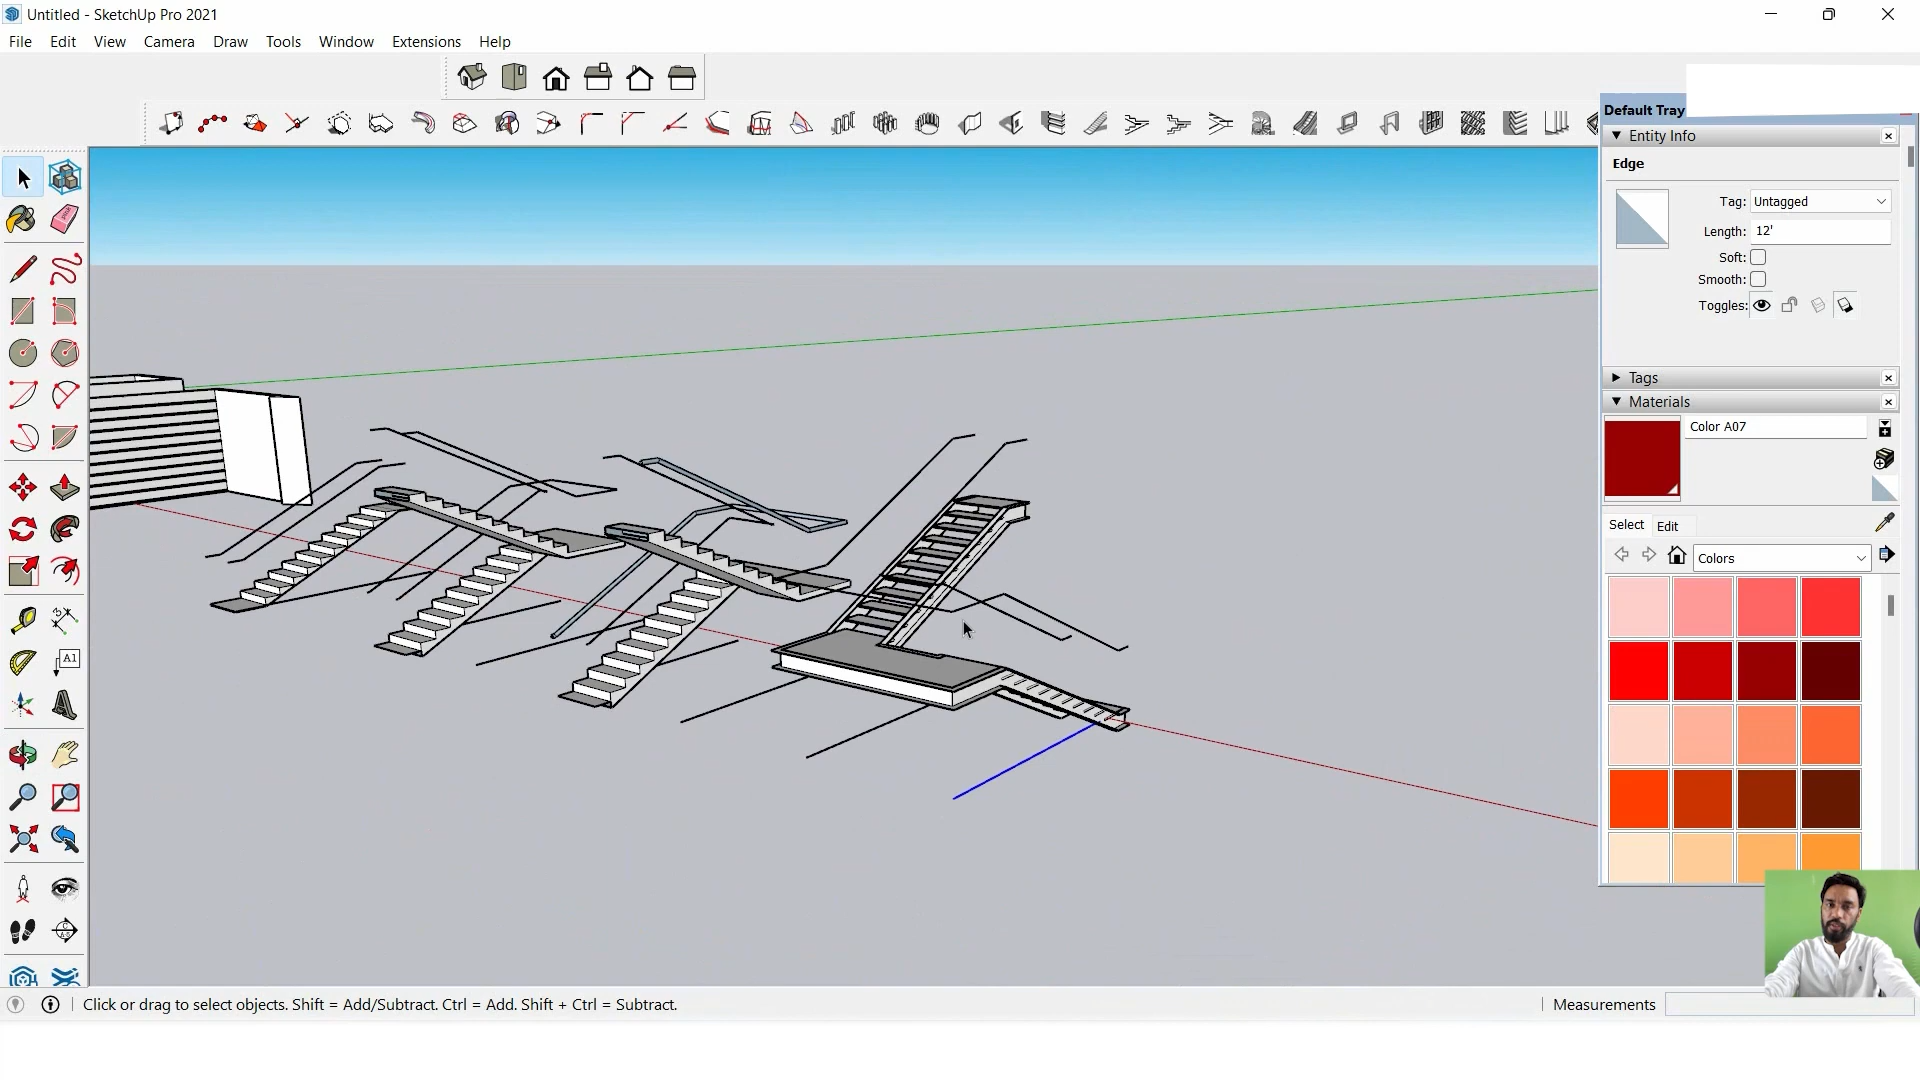 Untitled - SketchUp Pro 2021
File Edit View Camera Draw Tools Window Extensions Help
Default Tray
Entity Info
Edge
Tag: Untagged
Length: 12'
Soft:
Smooth:
Toggles:
Tags
Materials
Color A07
Select Edit
Colors
A1
Click or drag to select objects. Shift = Add/Subtract. Ctrl = Add. Shift + Ctrl = Subtract.
Measurements